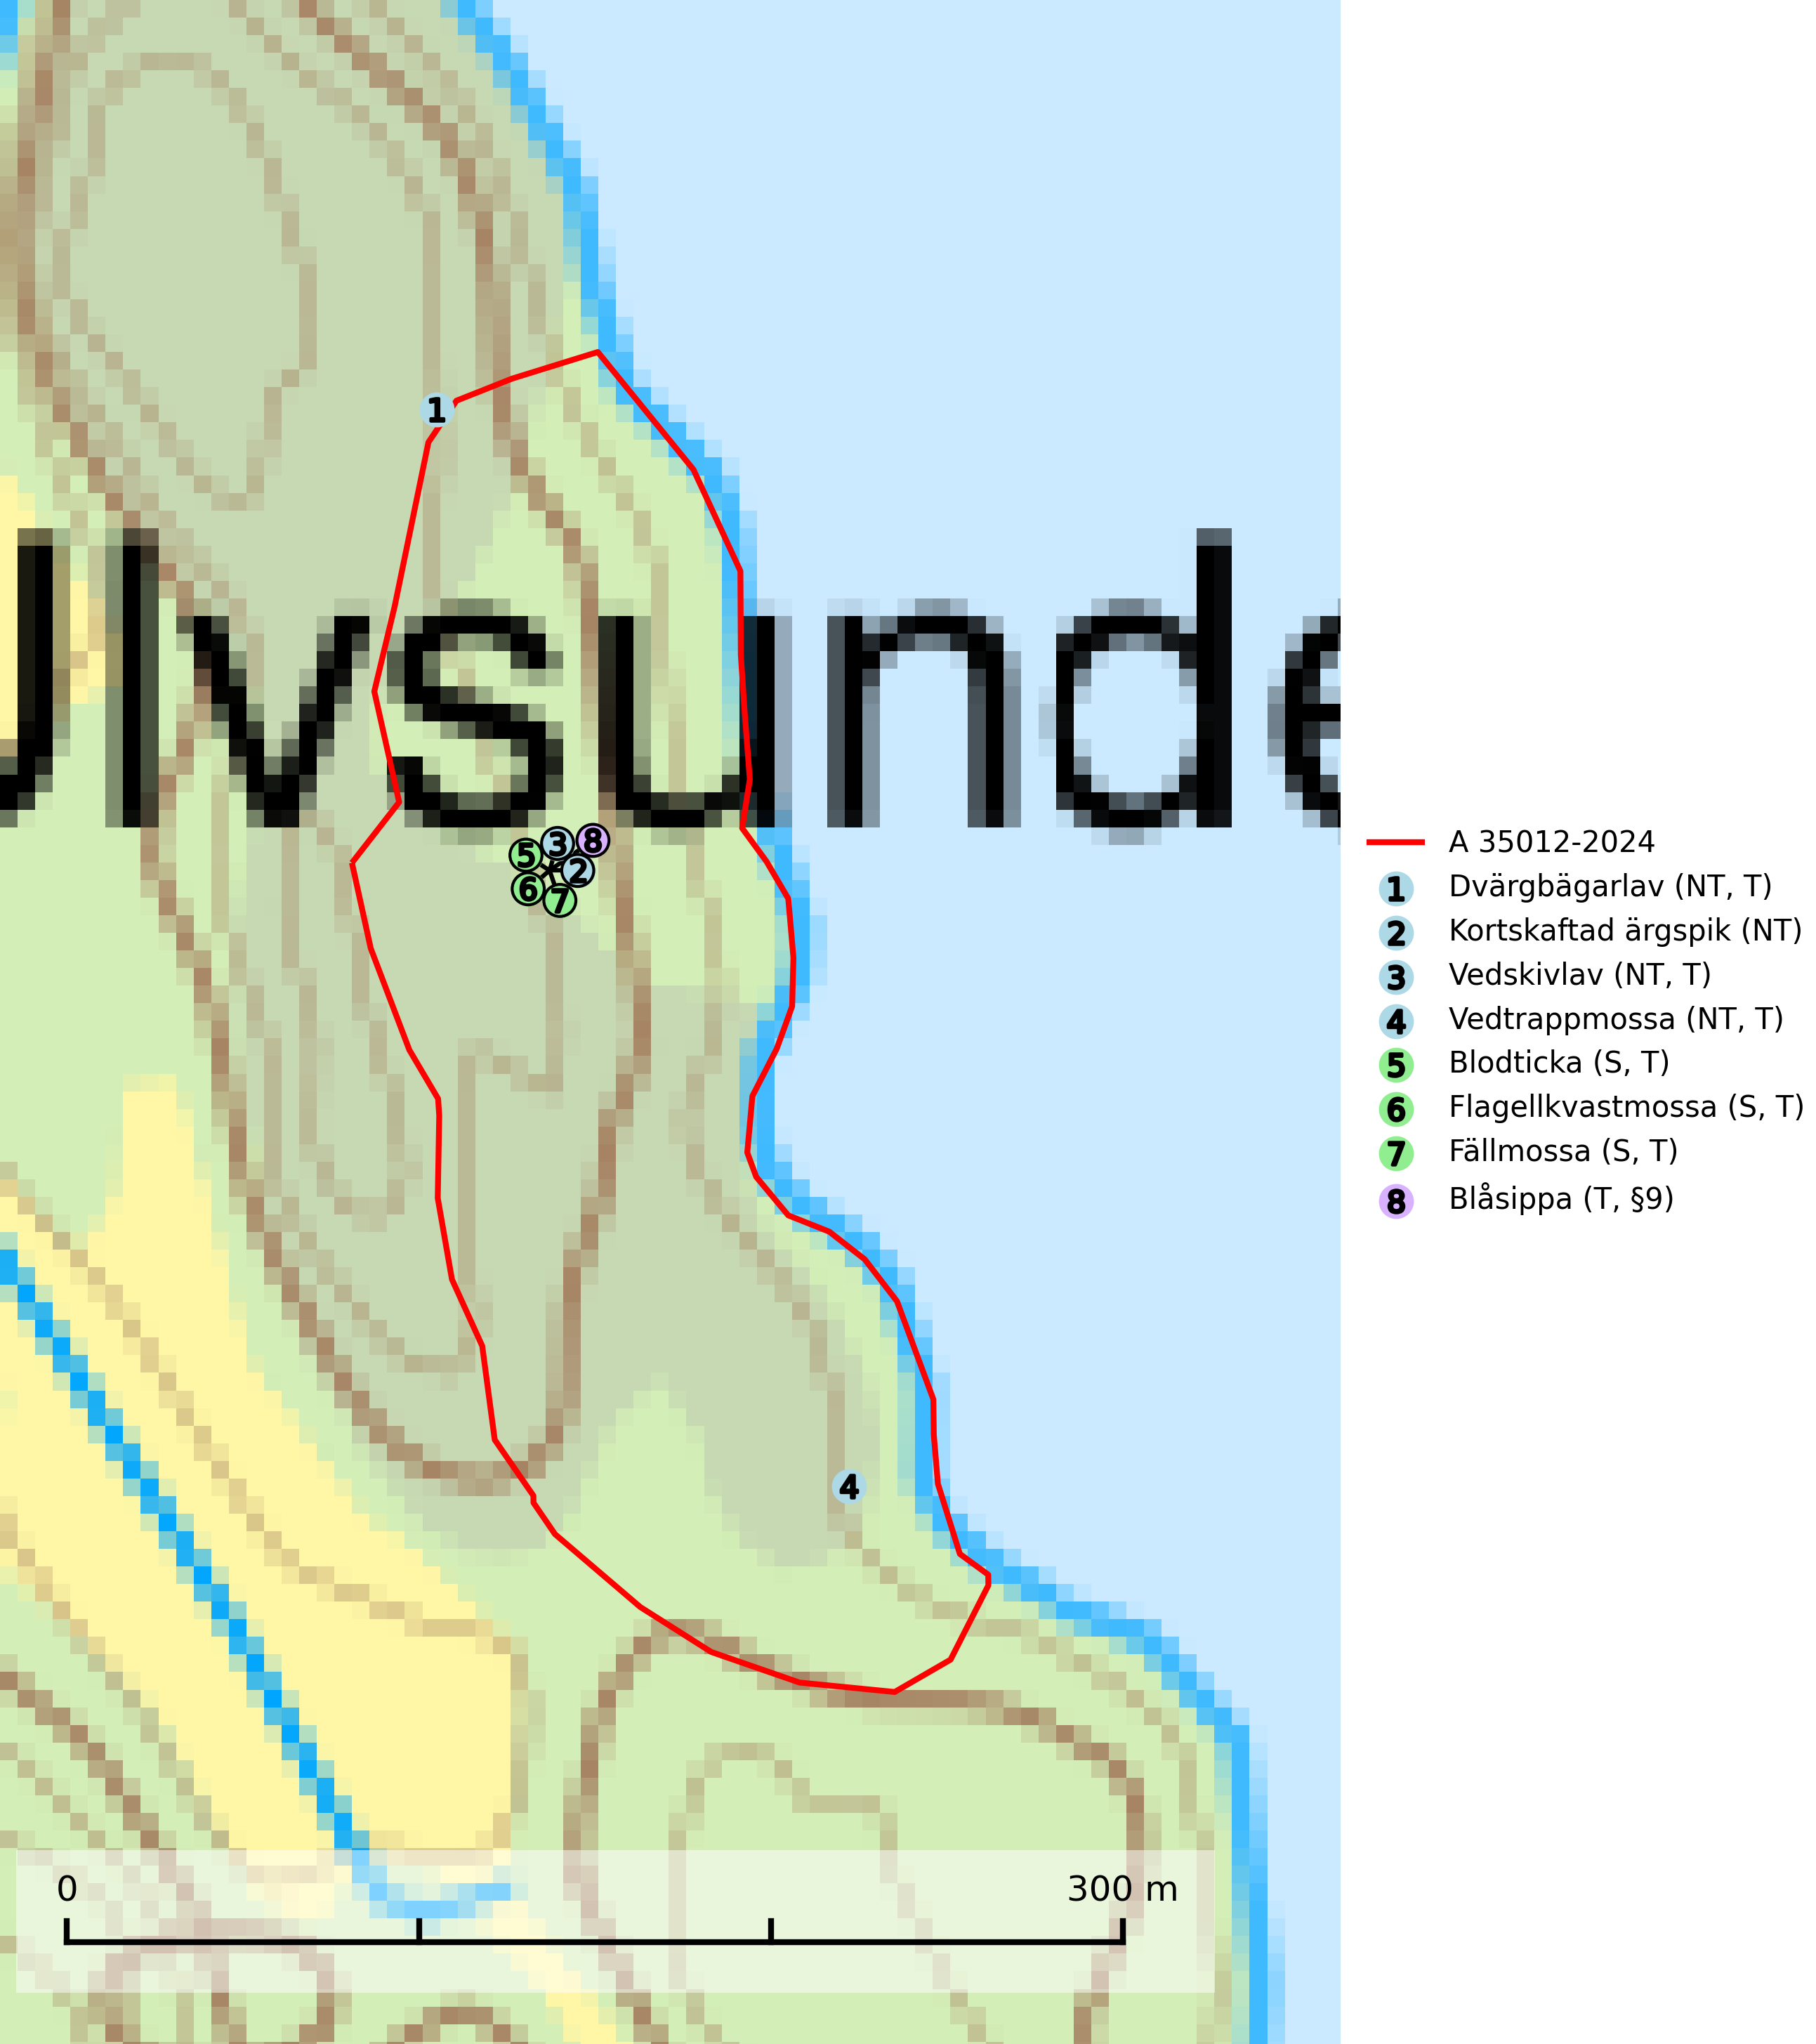 1
Ulvsunde
5 3 8
2
6 7
4
0 300 m
A 35012-2024
1 Dvärgbägarlav (NT, T)
2 Kortskaftad ärgspik (NT)
3 Vedskivlav (NT, T)
4 Vedtrappmossa (NT, T)
5 Blodticka (S, T)
6 Flagellkvastmossa (S, T)
7 Fällmossa (S, T)
8 Blåsippa (T, §9)